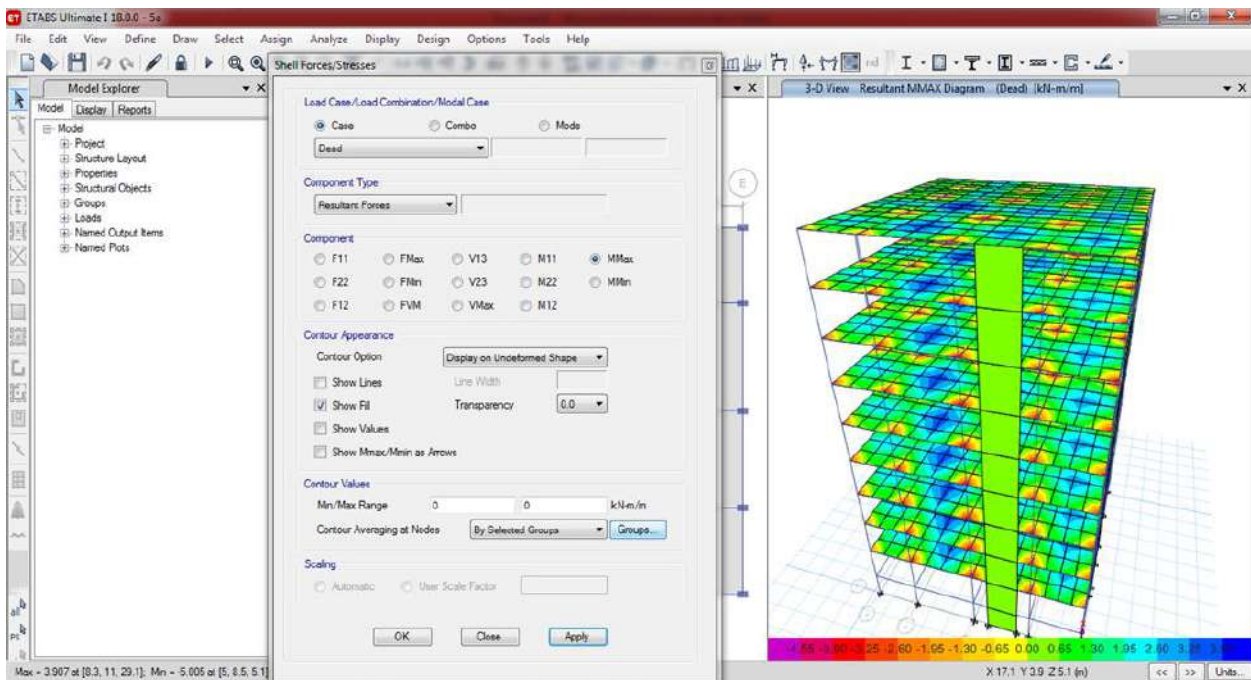 ETABS Ultimate I 18.0.0 - 5a
File Edit View Define Draw Select Assign Analyze Display Design Options Tools Help
Model Explorer
Model Display Reports
Model
Project
Structure Layout
Properties
Structural Objects
Groups
Loads
Named Output Items
Named Plots
Shell Forces/Stresses
Load Case/Load Combination/Modal Case
Case Combo Mode
Dead
Component Type
Resultant Forces
Component
F11 FMax V13 M11 MMax
F22 FMin V23 M22 MMin
F12 FVM VMax M12
Contour Appearance
Contour Option Display on Undeformed Shape
Show Lines Line Width
Show Fill Transparency 0.0
Show Values
Show Mmax/Mmin as Arrows
Contour Values
Min/Max Range 0 0 kN-m/m
Contour Averaging at Nodes By Selected Groups Groups...
Scaling
Automatic User Scale Factor
OK Close Apply
E
3-D View Resultant MMAX Diagram (Dead) [kN-m/m]
-2.60 -1.95 -1.30 -0.65 0.00 0.65 1.30 1.95
Max = 3.907 at [8.3, 11, 29.1]; Min = -5.005 at [5, 8.5, 5.1]
X 17.1 Y 3.9 Z 5.1 (m)
<< >> Units...